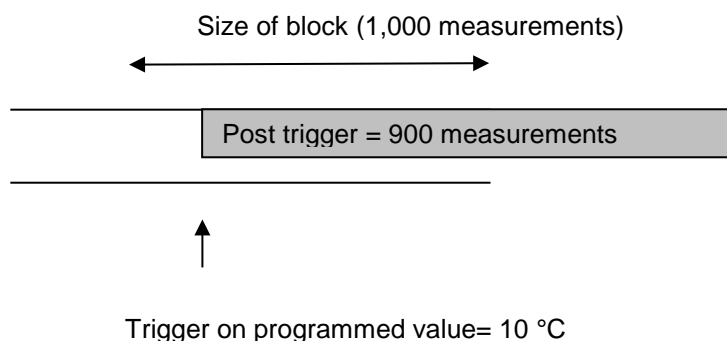 Size of block (1,000 measurements)
Post trigger = 900 measurements
Trigger on programmed value= 10 °C